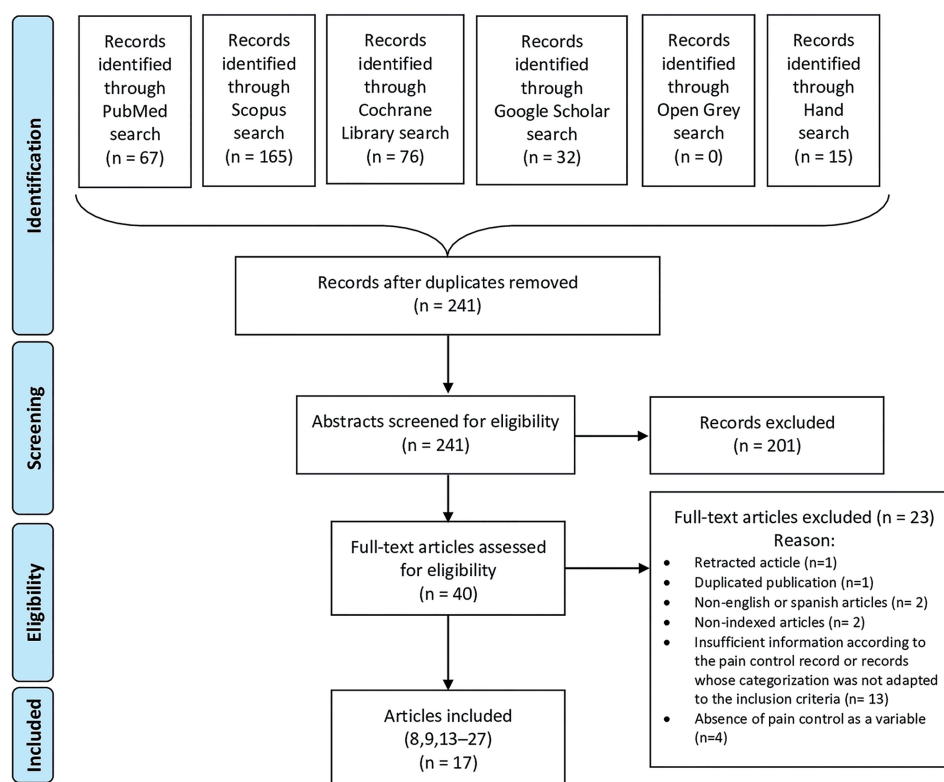 Identification
Records
identified
through
PubMed
search
(n = 67)
Records
identified
through
Scopus
search
(n = 165)
Records
identified
through
Cochrane
Library search
(n = 76)
Records
identified
through
Google Scholar
search
(n = 32)
Records
identified
through
Open Grey
search
(n = 0)
Records
identified
through
Hand
search
(n = 15)
Records after duplicates removed
(n = 241)
Screening
Abstracts screened for eligibility
(n = 241)
Records excluded
(n = 201)
Eligibility
Full-text articles assessed
for eligibility
(n = 40)
Full-text articles excluded (n = 23)
Reason:
• Retracted acticle (n=1)
• Duplicated publication (n=1)
• Non-english or spanish articles (n= 2)
• Non-indexed articles (n= 2)
• Insufficient information according to
the pain control record or records
whose categorization was not adapted
to the inclusion criteria (n= 13)
• Absence of pain control as a variable
(n=4)
Included
Articles included
(8,9,13–27)
(n = 17)